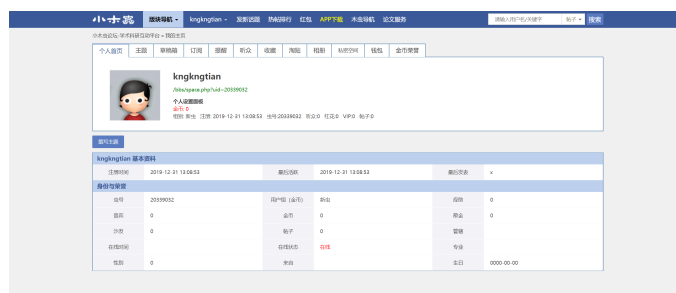 小木虫 版块导航 kngkngtian 发新话题 热帖排行 红包 APP下载 木虫导航 论文服务 请输入用户名/关键字 帖子 搜索
小木虫论坛-学术科研互动平台 » 我的主页
个人首页 主题 草稿箱 订阅 提醒 听众 收藏 淘贴 相册 私密空间 钱包 金币荣誉
kngkngtian
/bbs/space.php?uid=20339032
个人设置面板
金币: 0
组别: 新虫 注册: 2019-12-31 13:08:53 虫号:20339032 听众:0 红花:0 VIP:0 帖子:0
kngkngtian 基本资料
注册时间 2019-12-31 13:08:53 最后活跃 2019-12-31 13:08:53 最后发表 x
身份与荣誉
虫号 20339032 用户组 (金币) 新虫 应助 0
贵宾 0 金币 0 帮金 0
沙发 0 帖子 0 管辖
在线时间 在线状态 在线 专业
性别 0 来自 生日 0000-00-00